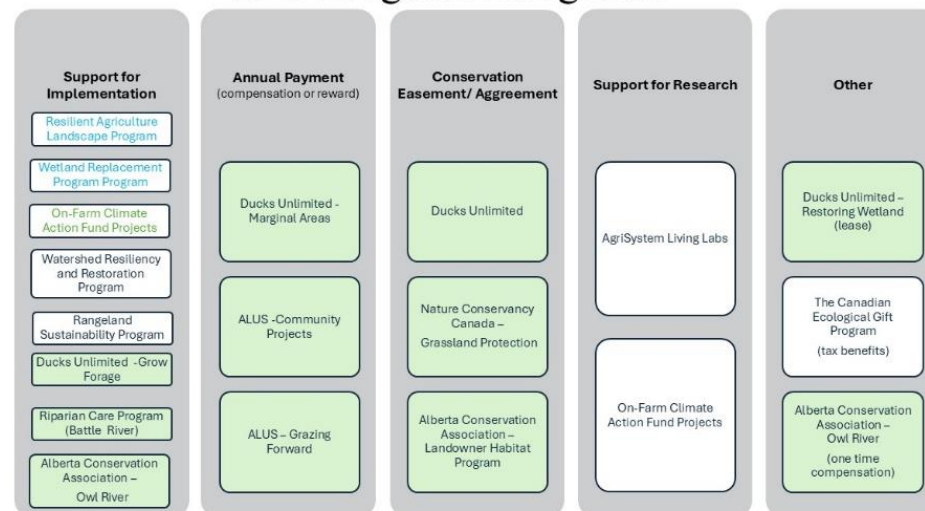 Support for
Implementation
Resilient Agriculture
Landscape Program
Wetland Replacement
Program Program
On-Farm Climate
Action Fund Projects
Watershed Resiliency
and Restoration
Program
Rangeland
Sustainability Program
Ducks Unlimited -Grow
Forage
Riparian Care Program
(Battle River)
Alberta Conservation
Association –
Owl River
Annual Payment
(compensation or reward)
Ducks Unlimited -
Marginal Areas
ALUS -Community
Projects
ALUS – Grazing
Forward
Conservation
Easement/ Aggreement
Ducks Unlimited
Nature Conservancy
Canada –
Grassland Protection
Alberta Conservation
Association –
Landowner Habitat
Program
Support for Research
AgriSystem Living Labs
On-Farm Climate
Action Fund Projects
Other
Ducks Unlimited –
Restoring Wetland
(lease)
The Canadian
Ecological Gift
Program
(tax benefits)
Alberta Conservation
Association –
Owl River
(one time
compensation)